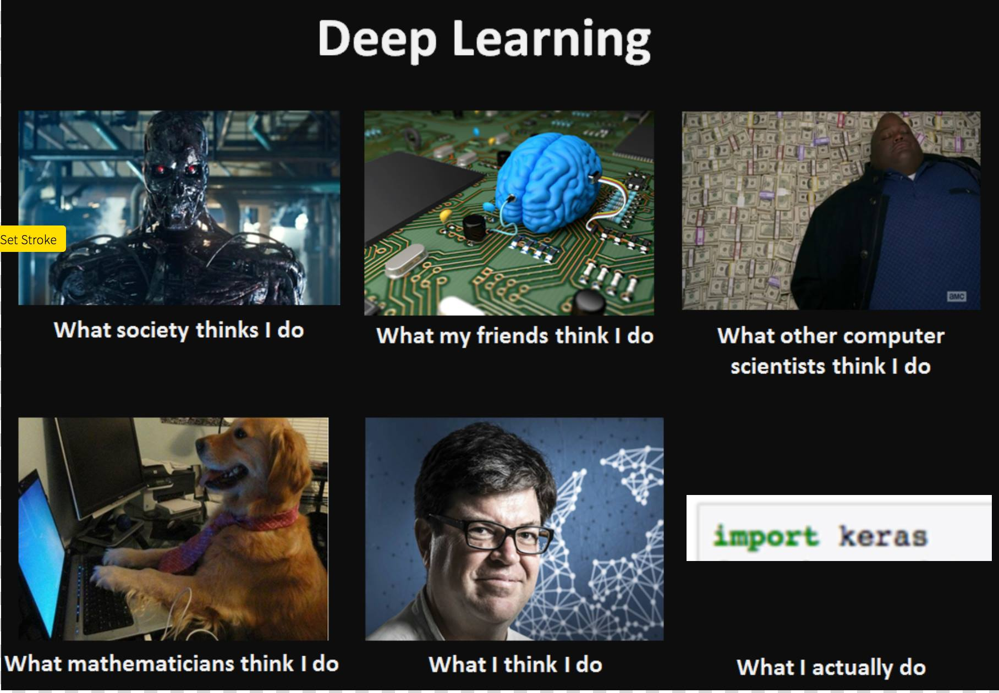 Deep Learning
Set Stroke
amc
What society thinks I do
What my friends think I do
What other computer
scientists think I do
import keras
What mathematicians think I do
What I think I do
What I actually do